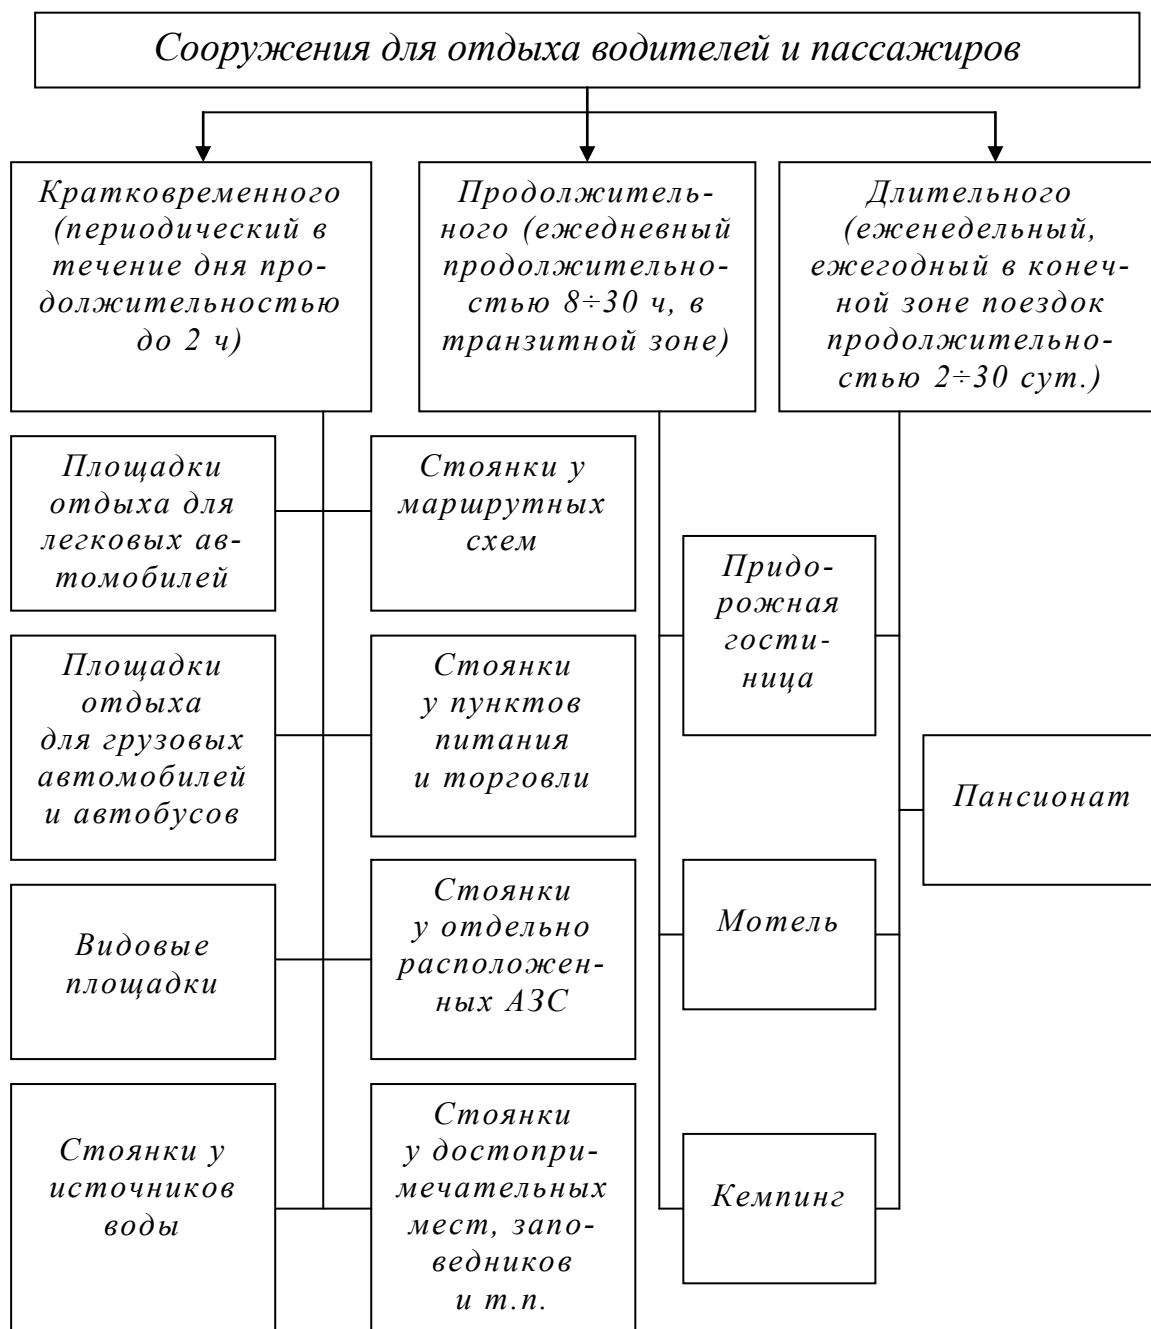 Сооружения для отдыха водителей и пассажиров
Кратковременного
(периодический в
течение дня про-
должительностью
до 2 ч)
Продолжитель-
ного (ежедневный
продолжительно-
стью 8÷30 ч, в
транзитной зоне)
Длительного
(еженедельный,
ежегодный в конеч-
ной зоне поездок
продолжительно-
стью 2÷30 сут.)
Площадки
отдыха для
легковых ав-
томобилей
Стоянки у
маршрутных
схем
Придо-
рожная
гости-
ница
Площадки
отдыха
для грузовых
автомобилей
и автобусов
Стоянки
у пунктов
питания
и торговли
Пансионат
Видовые
площадки
Стоянки
у отдельно
расположен-
ных АЗС
Мотель
Стоянки у
источников
воды
Стоянки
у достопри-
мечательных
мест, запо-
ведников
и т.п.
Кемпинг